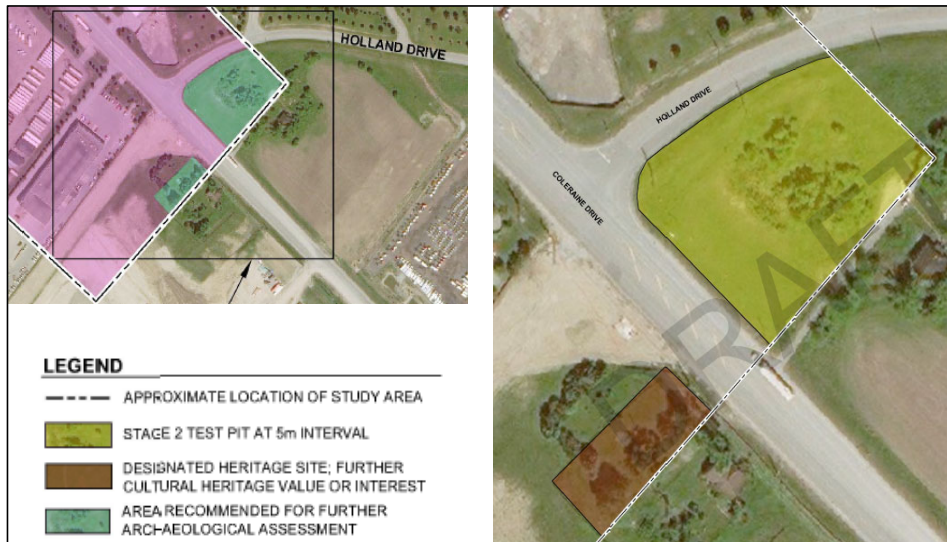 HOLLAND DRIVE
HOLLAND DRIVE
COLERAINE DRIVE
DRAFT
LEGEND
APPROXIMATE LOCATION OF STUDY AREA
STAGE 2 TEST PIT AT 5m INTERVAL
DESIGNATED HERITAGE SITE; FURTHER
CULTURAL HERITAGE VALUE OR INTEREST
AREA RECOMMENDED FOR FURTHER
ARCHAEOLOGICAL ASSESSMENT